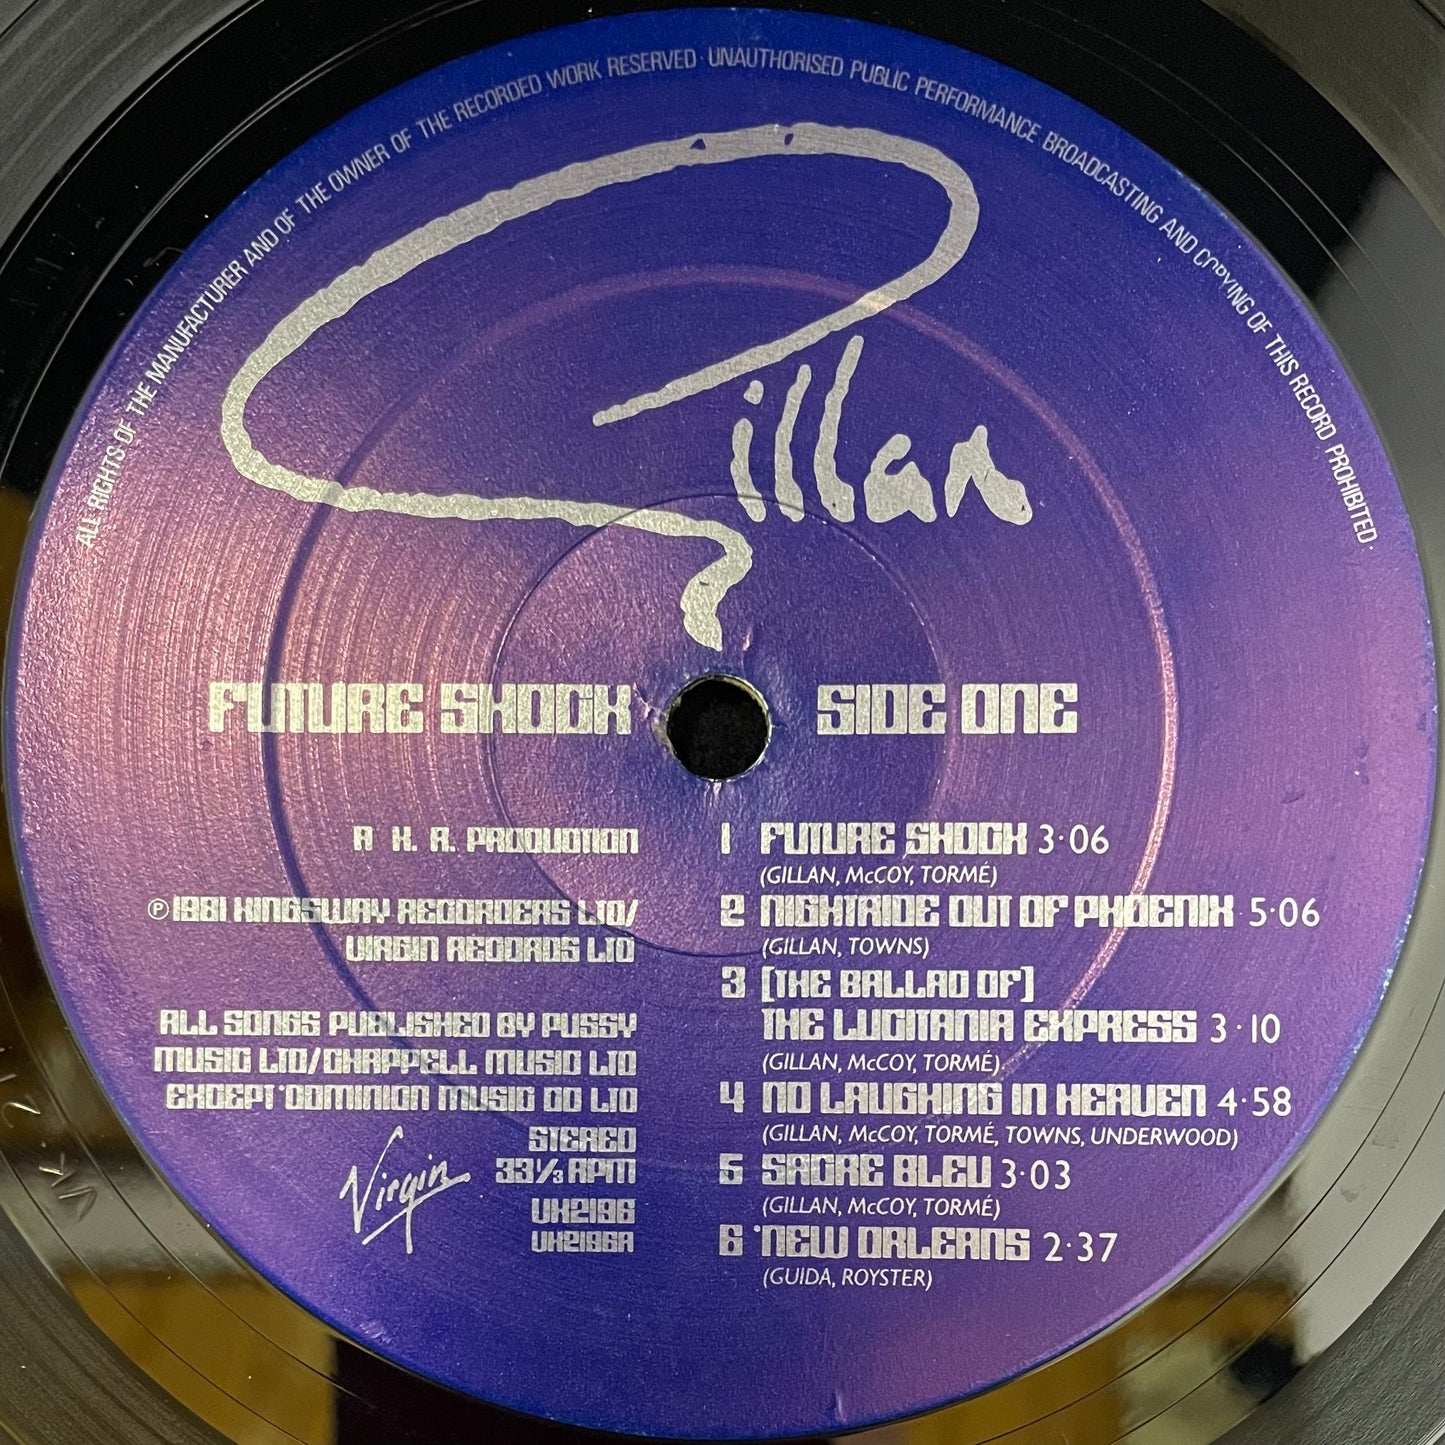 ALL RIGHTS OF THE MANUFACTURER AND OF THE OWNER OF THE RECORDED WORK RESERVED · UNAUTHORISED PUBLIC PERFORMANCE BROADCASTING AND COPYING OF THIS RECORD PROHIBITED ·
Gillan
FUTURE SHOCK
SIDE ONE
A K. A. PRODUCTION
℗ 1981 KINGSWAY RECORDERS LTD/
VIRGIN RECORDS LTD
ALL SONGS PUBLISHED BY PUSSY
MUSIC LTD/CHAPPELL MUSIC LTD
EXCEPT *DOMINION MUSIC CO LTD
STEREO
33⅓ RPM
Virgin
VK2196
VK2196A
1 FUTURE SHOCK 3·06
(GILLAN, McCOY, TORMÉ)
2 NIGHTRIDE OUT OF PHOENIX 5·06
(GILLAN, TOWNS)
3 (THE BALLAD OF)
THE LUCITANIA EXPRESS 3·10
(GILLAN, McCOY, TORMÉ)
4 NO LAUGHING IN HEAVEN 4·58
(GILLAN, McCOY, TORMÉ, TOWNS, UNDERWOOD)
5 SACRE BLEU 3·03
(GILLAN, McCOY, TORMÉ)
6 *NEW ORLEANS 2·37
(GUIDA, ROYSTER)